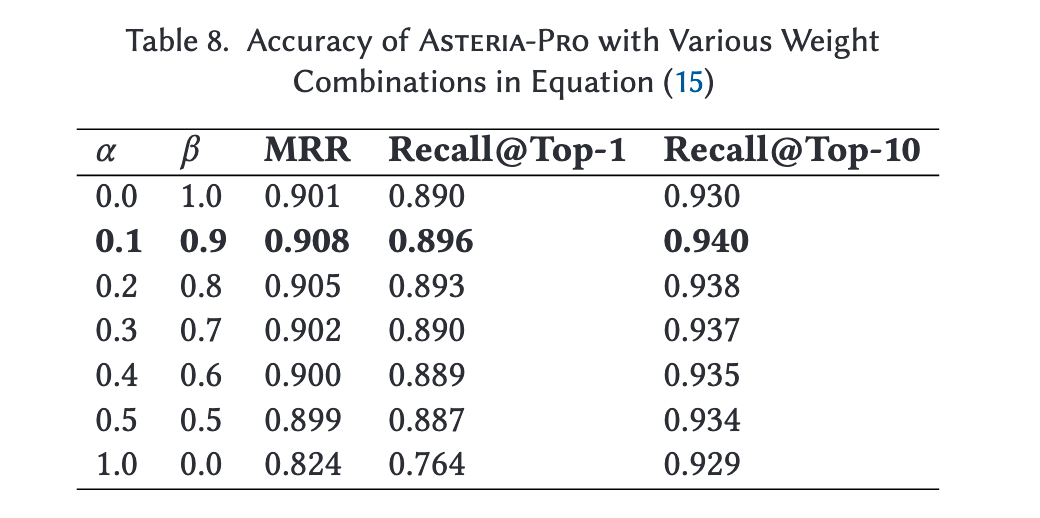 Table 8. Accuracy of Asteria-Pro with Various Weight
Combinations in Equation (15)
α β MRR Recall@Top-1 Recall@Top-10
0.0 1.0 0.901 0.890 0.930
0.1 0.9 0.908 0.896 0.940
0.2 0.8 0.905 0.893 0.938
0.3 0.7 0.902 0.890 0.937
0.4 0.6 0.900 0.889 0.935
0.5 0.5 0.899 0.887 0.934
1.0 0.0 0.824 0.764 0.929